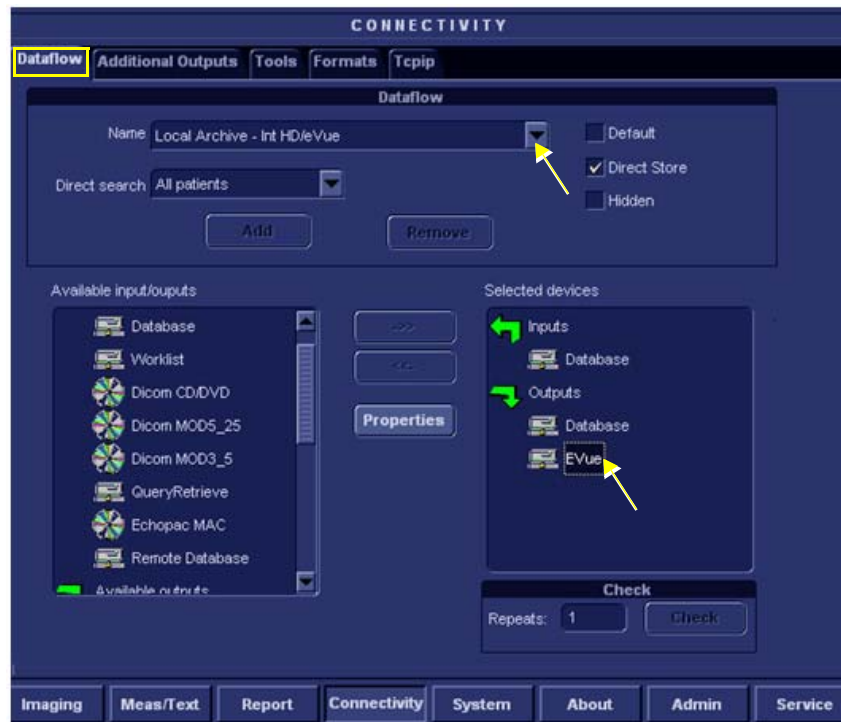 CONNECTIVITY
Dataflow Additional Outputs Tools Formats Tcpip
Dataflow
Name Local Archive - Int HD/eVue Default
Direct Store
Direct search All patients
Hidden
Add Remove
Available input/ouputs Selected devices
Database ->> Inputs
Worklist <<- Database
Dicom CD/DVD Outputs
Dicom MOD5_25 Properties Database
Dicom MOD3_5 EVue
QueryRetrieve
Echopac MAC
Remote Database
Available outputs Check
Repeats: 1 Check
Imaging Meas/Text Report Connectivity System About Admin Service